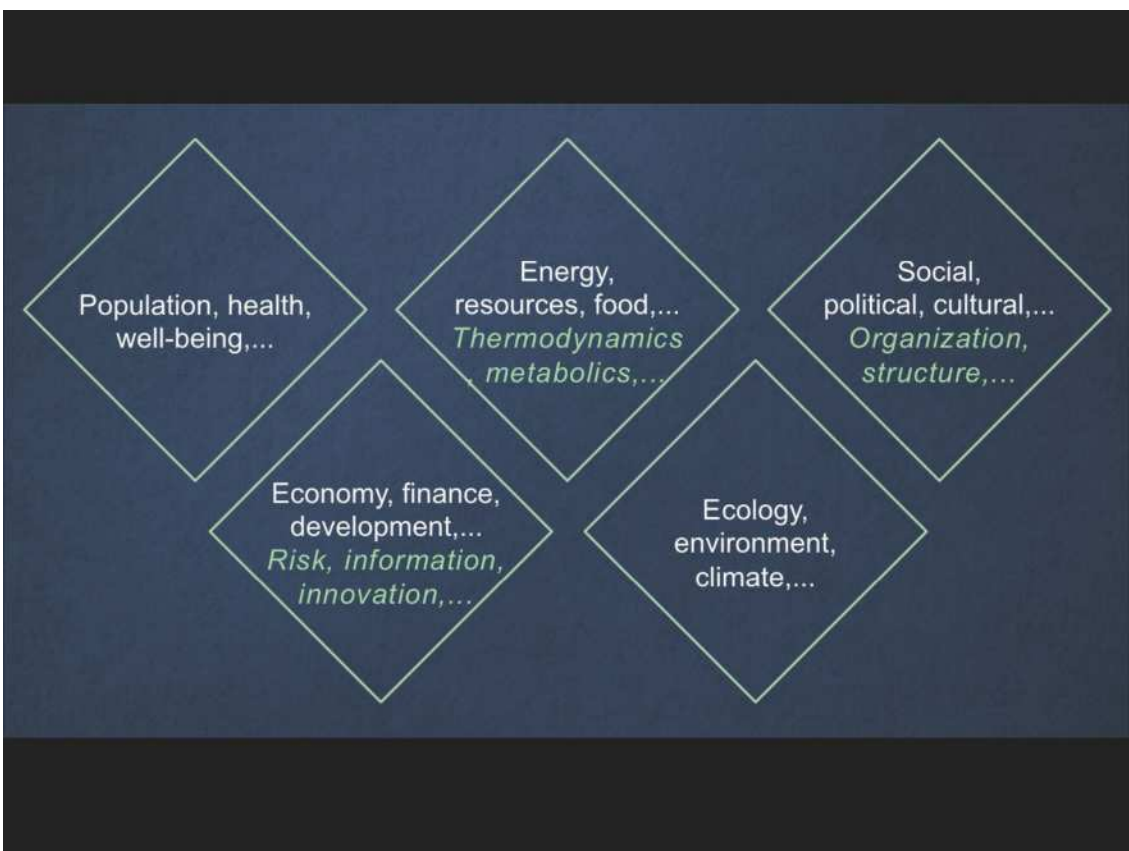 Population, health,
well-being,...
Energy,
resources, food,...
Thermodynamics
, metabolics,...
Social,
political, cultural,...
Organization,
structure,...
Economy, finance,
development,...
Risk, information,
innovation,...
Ecology,
environment,
climate,...